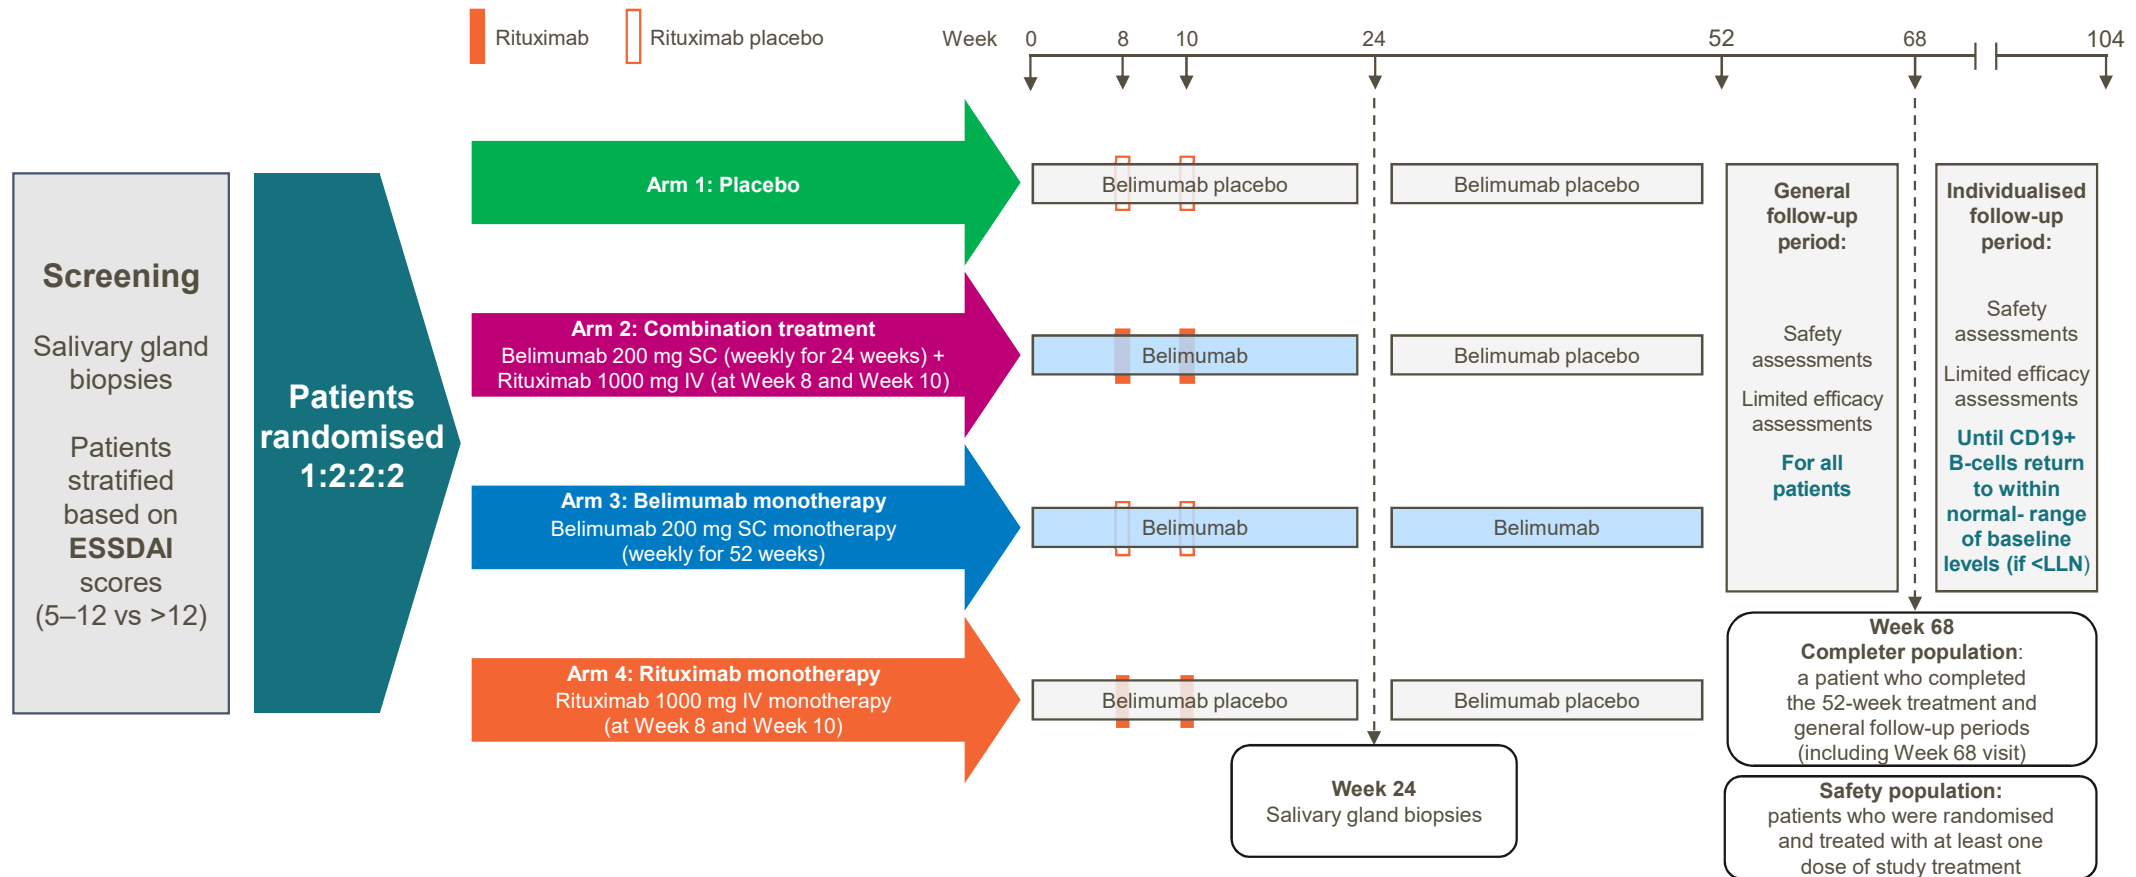 Rituximab
Rituximab placebo
Week
0
8
10
24
52
68
104
Screening
Salivary gland
biopsies
Patients
stratified
based on
ESSDAI
scores
(5–12 vs >12)
Patients
randomised
1:2:2:2
Arm 1: Placebo
Belimumab placebo
Belimumab placebo
Arm 2: Combination treatment
Belimumab 200 mg SC (weekly for 24 weeks) +
Rituximab 1000 mg IV (at Week 8 and Week 10)
Belimumab
Belimumab placebo
Arm 3: Belimumab monotherapy
Belimumab 200 mg SC monotherapy
(weekly for 52 weeks)
Belimumab
Belimumab
Arm 4: Rituximab monotherapy
Rituximab 1000 mg IV monotherapy
(at Week 8 and Week 10)
Belimumab placebo
Belimumab placebo
Week 24
Salivary gland biopsies
General
follow-up
period:
Safety
assessments
Limited efficacy
assessments
For all
patients
Individualised
follow-up
period:
Safety
assessments
Limited efficacy
assessments
Until CD19+
B-cells return
to within
normal- range
of baseline
levels (if <LLN)
Week 68
Completer population:
a patient who completed
the 52-week treatment and
general follow-up periods
(including Week 68 visit)
Safety population:
patients who were randomised
and treated with at least one
dose of study treatment